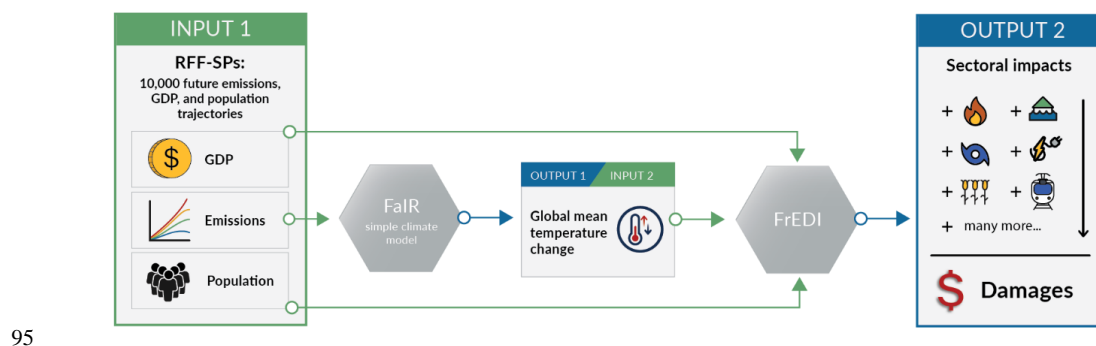 INPUT 1
RFF-SPs:
10,000 future emissions,
GDP, and population
trajectories
$
GDP
Emissions
Population
FaIR
simple climate
model
OUTPUT 1
INPUT 2
Global mean
temperature
change
FrEDI
OUTPUT 2
Sectoral impacts
+ +
+ +
+ +
+ many more...
$ Damages
95